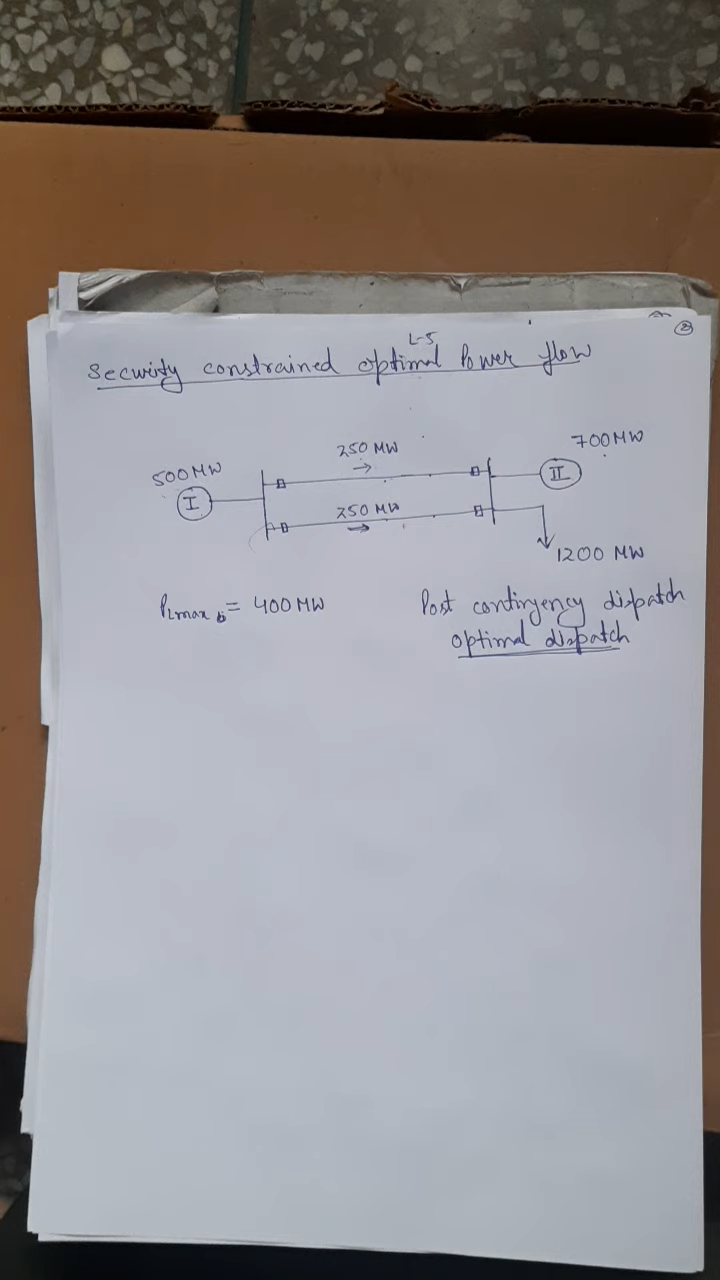 L-5
②
Security constrained optimal Power flow
700 MW
250 MW
500 MW
→
II
I
250 MW
→
1200 MW
PLmax = 400 MW
Post contingency dispatch
optimal dispatch